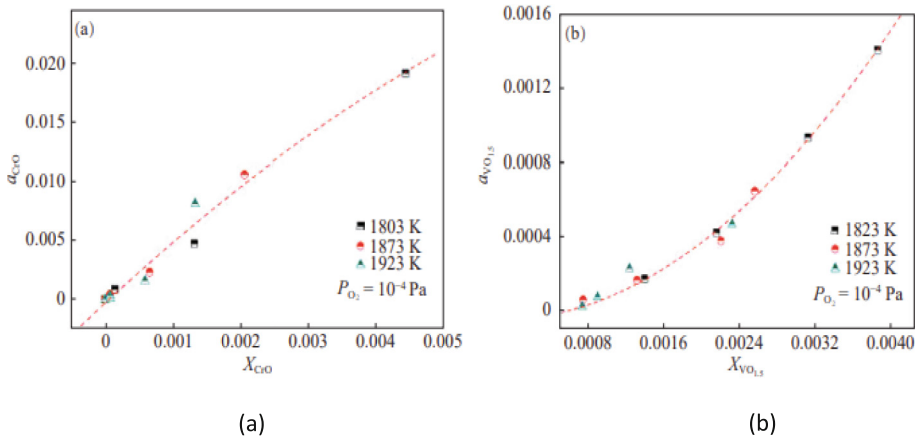 (a)
0.020
0.015
0.010
0.005
0
a_CrO
1803 K
1873 K
1923 K
P_O₂ = 10⁻⁴ Pa
0 0.001 0.002 0.003 0.004 0.005
X_CrO
(a)
(b)
0.0016
0.0012
0.0008
0.0004
0
a_VO₁.₅
1823 K
1873 K
1923 K
P_O₂ = 10⁻⁴ Pa
0.0008 0.0016 0.0024 0.0032 0.0040
X_VO₁.₅
(b)